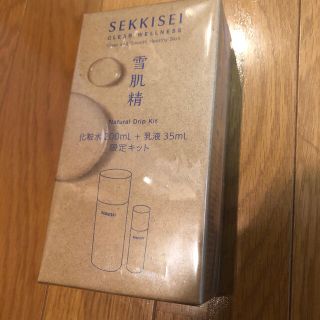 SEKKISEI
CLEAR WELLNESS
雪肌精
Natural Drip Kit
化粧水 200mL + 乳液 35mL
限定キット
SEKKISEI